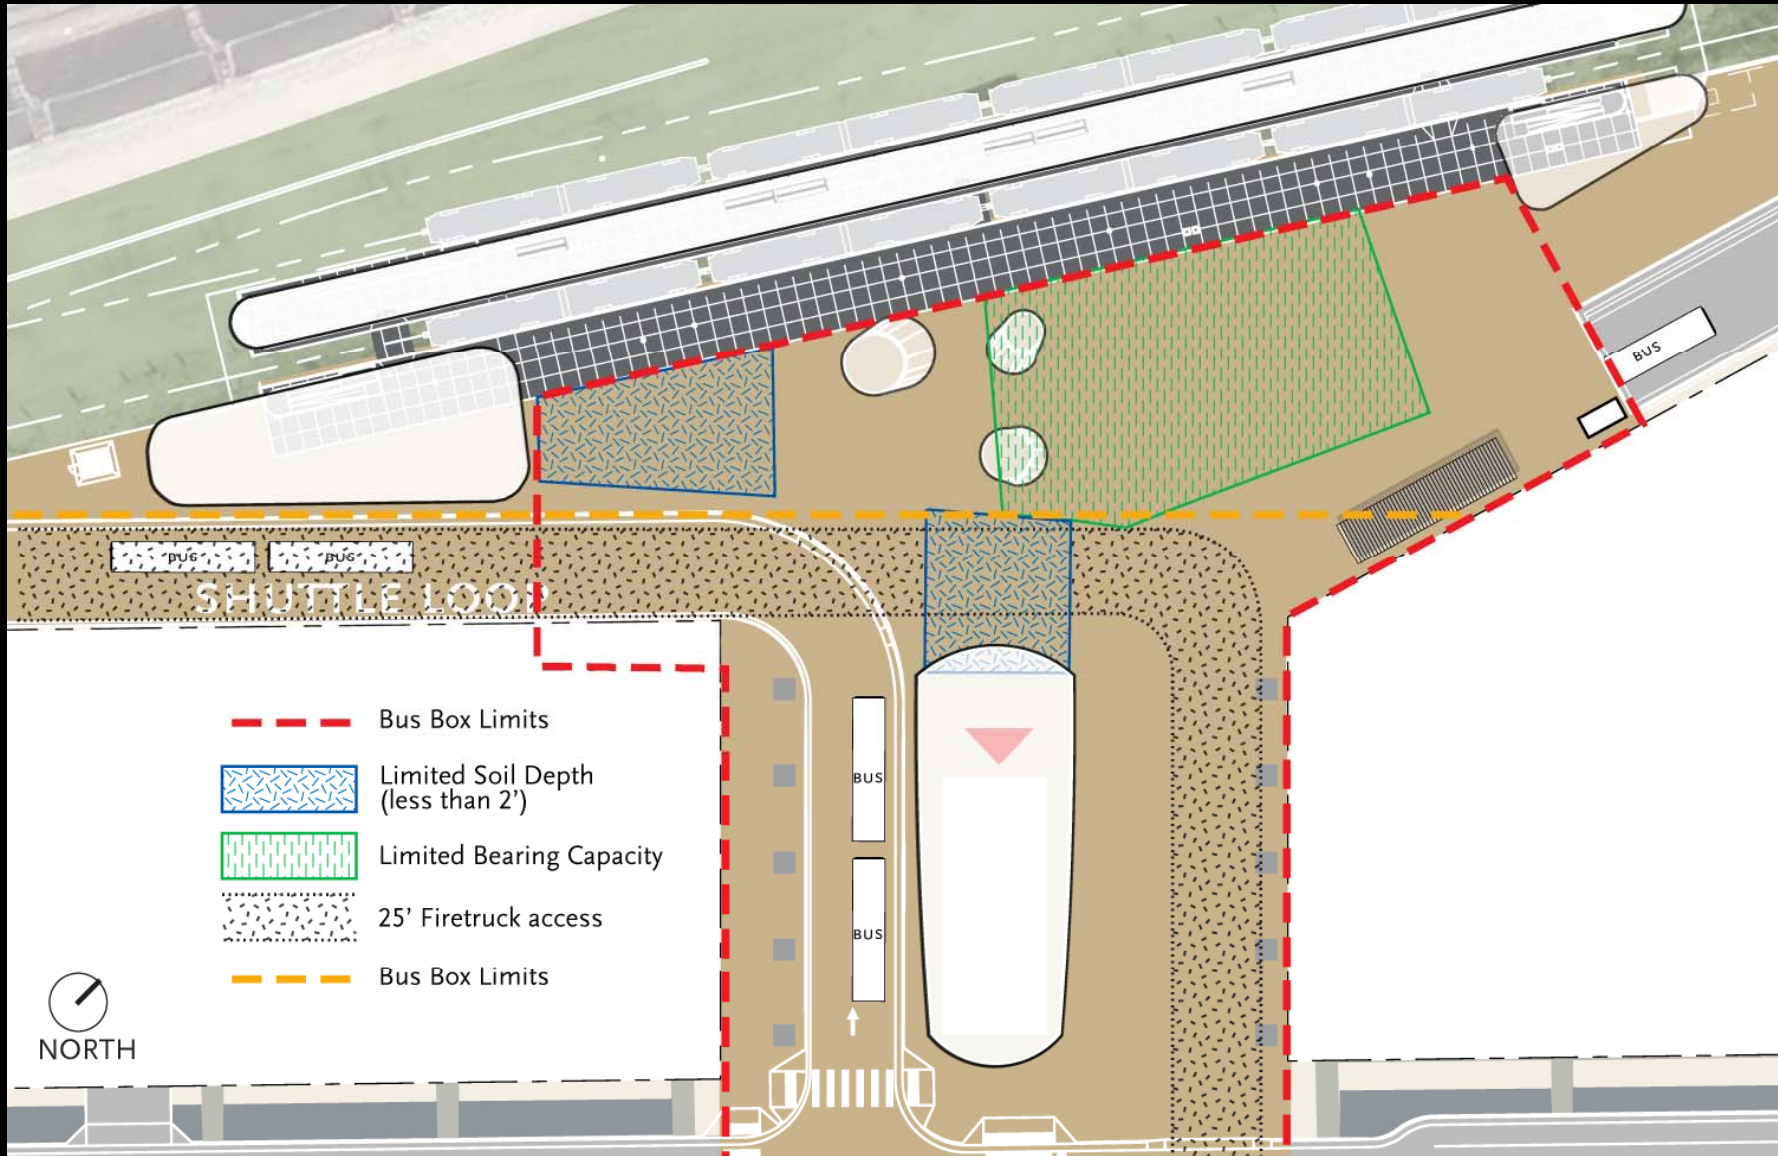 BUS
BUS BUS
SHUTTLE LOOP
Bus Box Limits
Limited Soil Depth
(less than 2’)
BUS
Limited Bearing Capacity
25’ Firetruck access
BUS
Bus Box Limits
NORTH